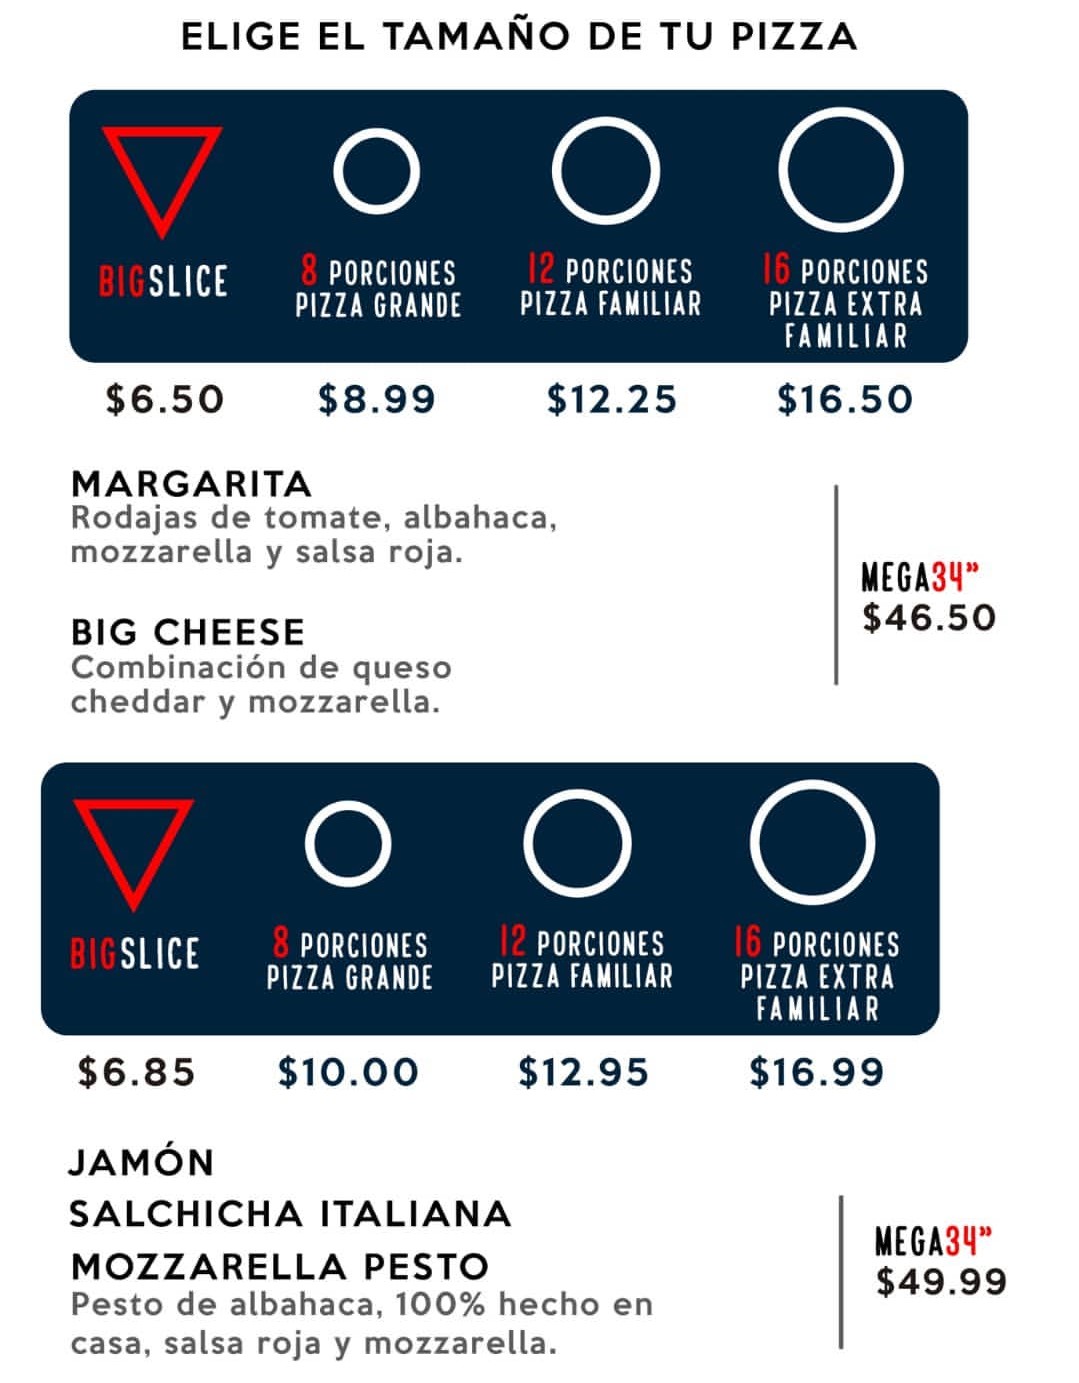 ELIGE EL TAMAÑO DE TU PIZZA
BIGSLICE
8 PORCIONES
PIZZA GRANDE
12 PORCIONES
PIZZA FAMILIAR
16 PORCIONES
PIZZA EXTRA
FAMILIAR
$6.50
$8.99
$12.25
$16.50
MARGARITA
Rodajas de tomate, albahaca,
mozzarella y salsa roja.
BIG CHEESE
Combinación de queso
cheddar y mozzarella.
MEGA34”
$46.50
BIGSLICE
8 PORCIONES
PIZZA GRANDE
12 PORCIONES
PIZZA FAMILIAR
16 PORCIONES
PIZZA EXTRA
FAMILIAR
$6.85
$10.00
$12.95
$16.99
JAMÓN
SALCHICHA ITALIANA
MOZZARELLA PESTO
Pesto de albahaca, 100% hecho en
casa, salsa roja y mozzarella.
MEGA34”
$49.99